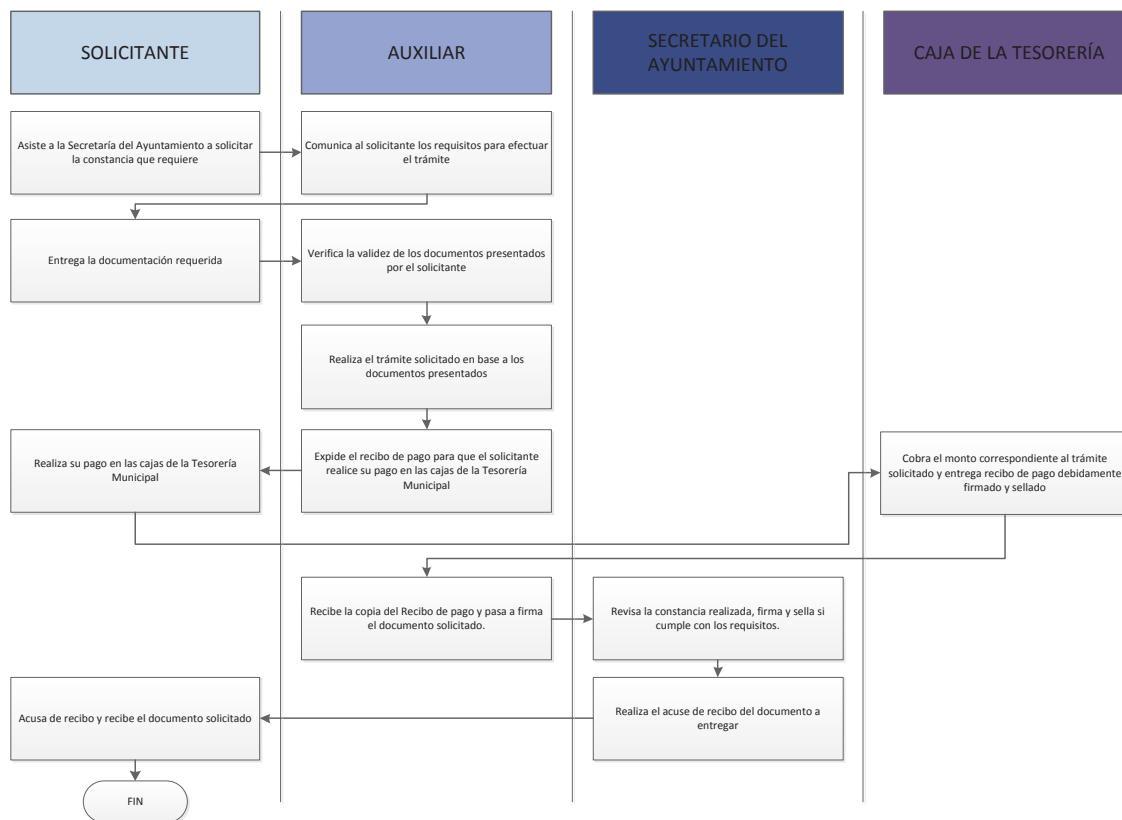 SOLICITANTE
AUXILIAR
SECRETARIO DEL
AYUNTAMIENTO
CAJA DE LA TESORERÍA
Asiste a la Secretaría del Ayuntamiento a solicitar
la constancia que requiere
Comunica al solicitante los requisitos para efectuar
el trámite
Entrega la documentación requerida
Verifica la validez de los documentos presentados
por el solicitante
Realiza el trámite solicitado en base a los
documentos presentados
Realiza su pago en las cajas de la Tesorería
Municipal
Expide el recibo de pago para que el solicitante
realice su pago en las cajas de la Tesorería
Municipal
Cobra el monto correspondiente al trámite
solicitado y entrega recibo de pago debidamente
firmado y sellado
Recibe la copia del Recibo de pago y pasa a firma
el documento solicitado.
Revisa la constancia realizada, firma y sella si
cumple con los requisitos.
Acusa de recibo y recibe el documento solicitado
Realiza el acuse de recibo del documento a
entregar
FIN